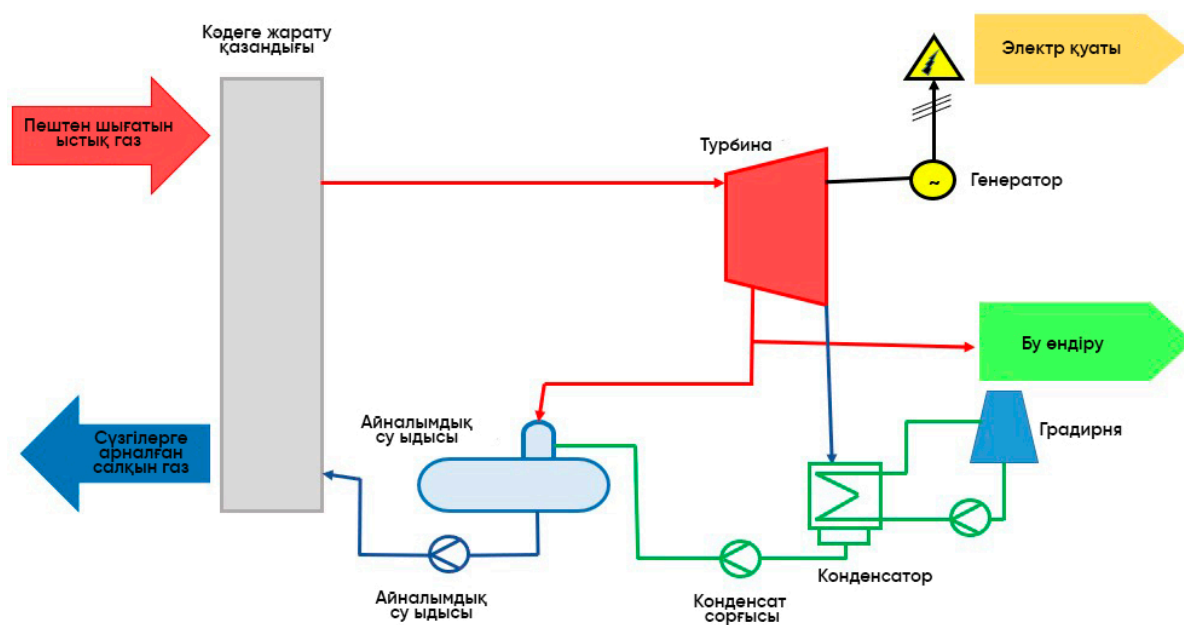 Кәдеге жарату
қазандығы
Электр қуаты
Пештен шығатын
ыстық газ
Турбина
~
Генератор
Бу өндіру
Айналымдық
су ыдысы
Градирня
Сүзгілерге
арналған
салқын газ
Конденсатор
Айналымдық
су ыдысы
Конденсат
сорғысы